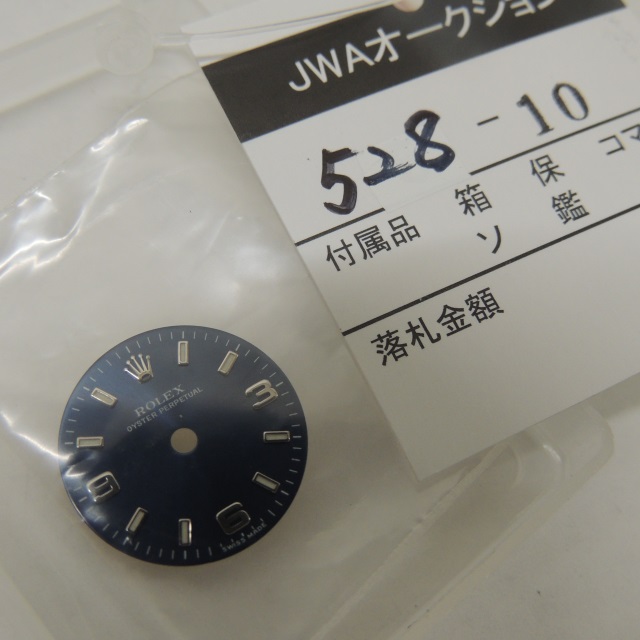 JWAオークション
528-10
付属品 箱 保 コマ
ソ 鑑
落札金額
ROLEX
OYSTER PERPETUAL
3
6
9